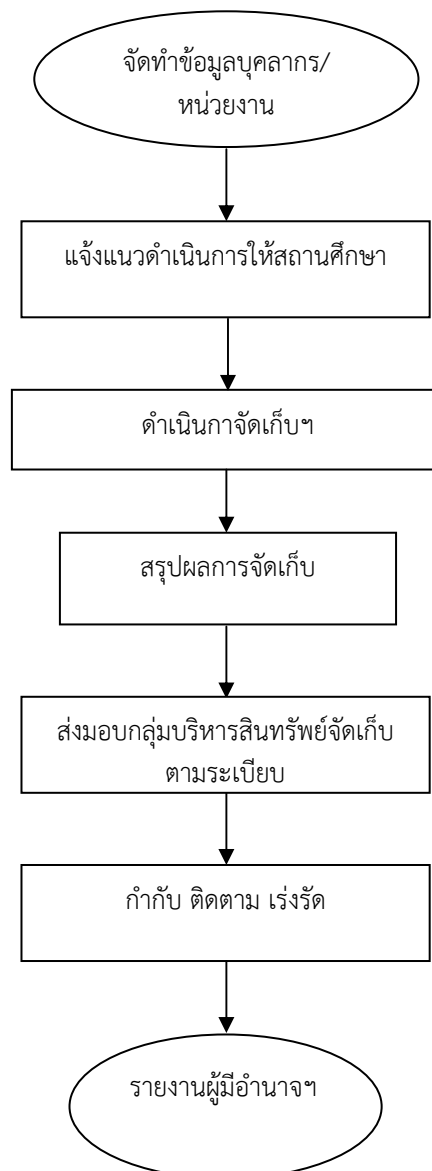 จัดทำข้อมูลบุคลากร/
หน่วยงาน
แจ้งแนวดำเนินการให้สถานศึกษา
ดำเนินกาจัดเก็บฯ
สรุปผลการจัดเก็บ
ส่งมอบกลุ่มบริหารสินทรัพย์จัดเก็บ
ตามระเบียบ
กำกับ ติดตาม เร่งรัด
รายงานผู้มีอำนาจฯ